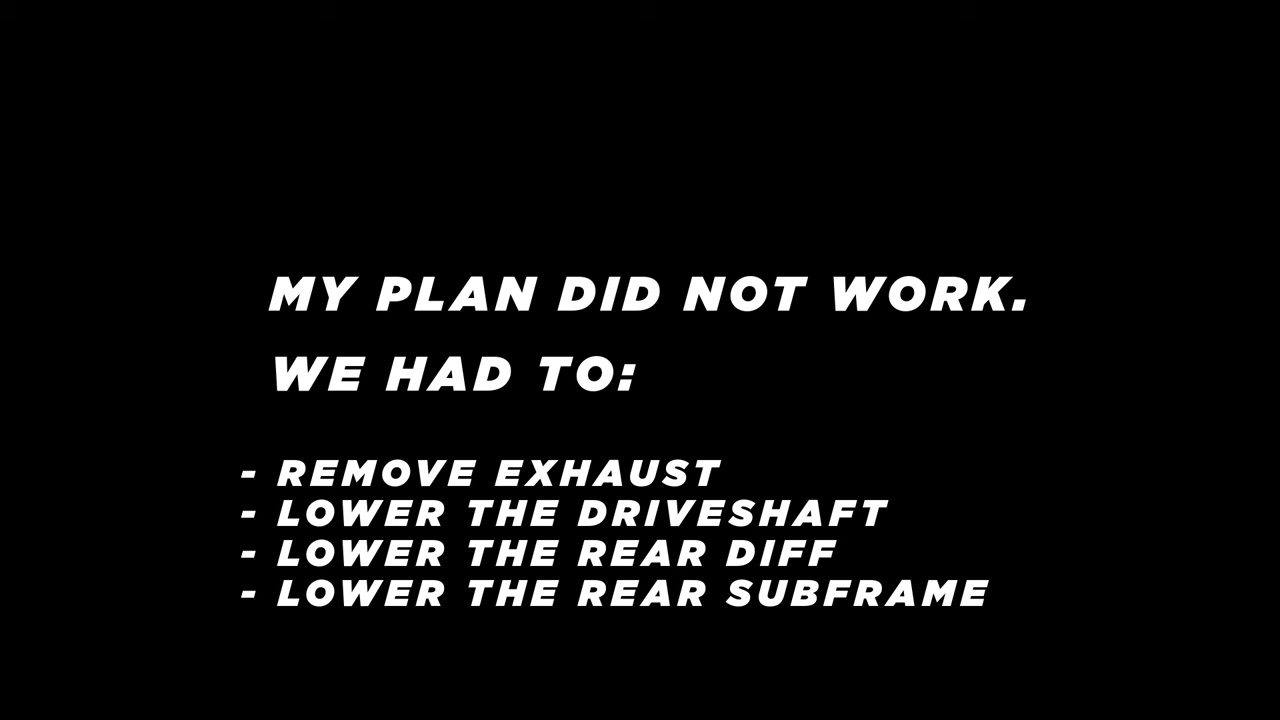 MY PLAN DID NOT WORK.
WE HAD TO:
- REMOVE EXHAUST
- LOWER THE DRIVESHAFT
- LOWER THE REAR DIFF
- LOWER THE REAR SUBFRAME